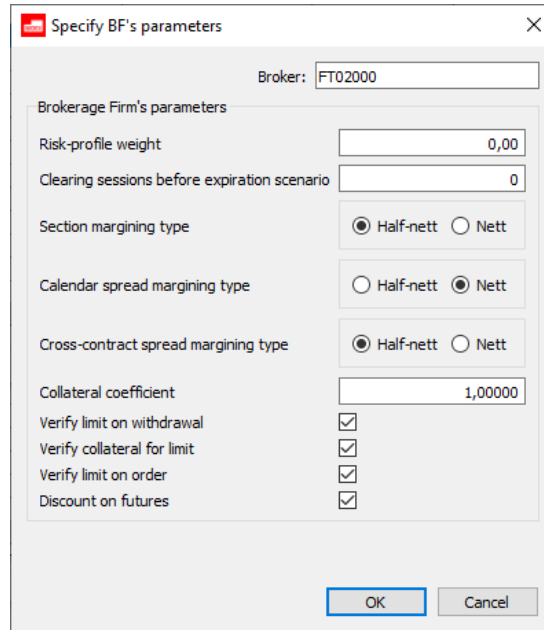 Specify BF's parameters
Broker: FT02000
Brokerage Firm's parameters
Risk-profile weight 0,00
Clearing sessions before expiration scenario 0
Section margining type Half-nett Nett
Calendar spread margining type Half-nett Nett
Cross-contract spread margining type Half-nett Nett
Collateral coefficient 1,00000
Verify limit on withdrawal
Verify collateral for limit
Verify limit on order
Discount on futures
OK Cancel